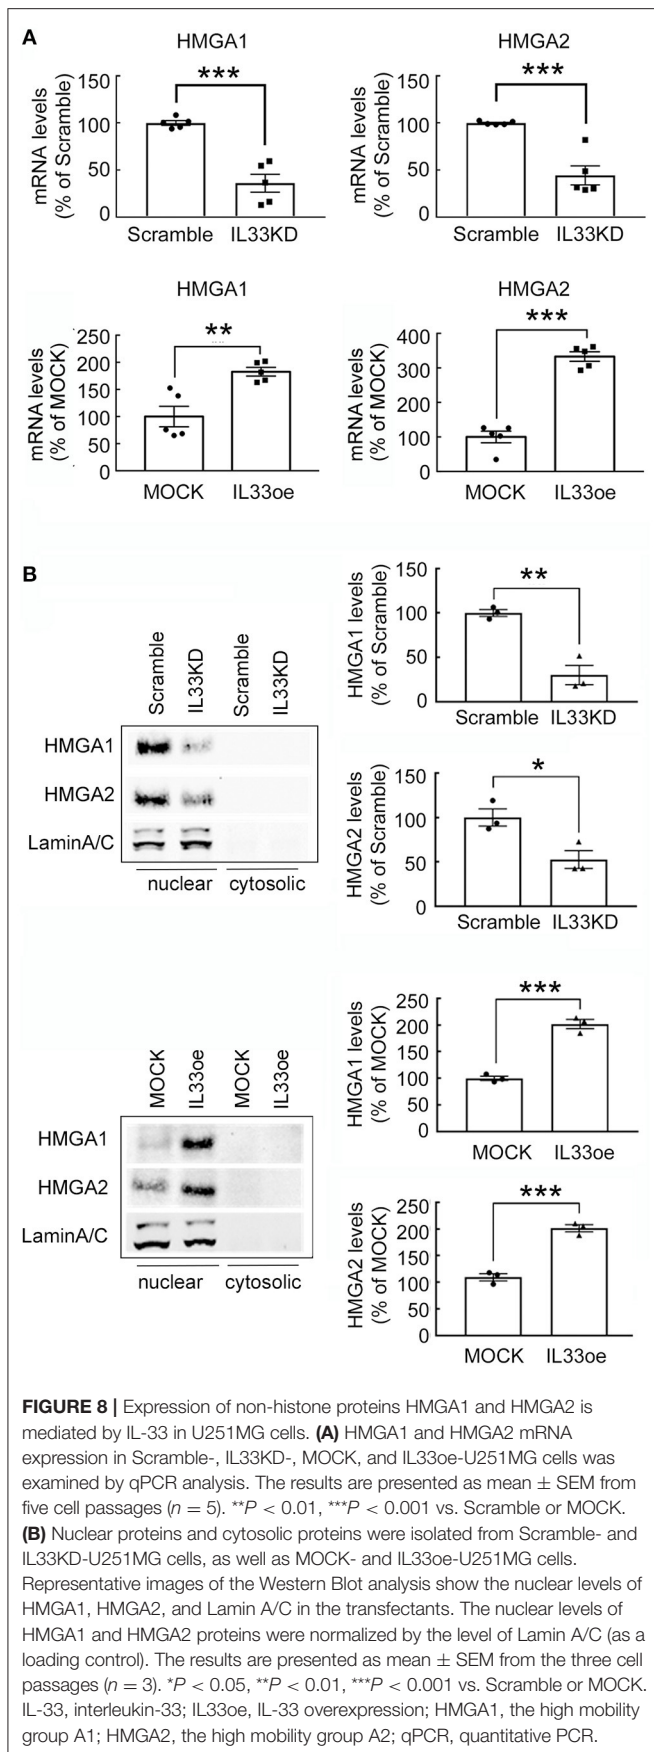 A
HMGA1
HMGA2
mRNA levels
(% of Scramble)
150
100
50
0
***
Scramble IL33KD
mRNA levels
(% of Scramble)
150
100
50
0
***
Scramble IL33KD
HMGA1
HMGA2
mRNA levels
(% of MOCK)
250
200
150
100
50
0
**
MOCK IL33oe
mRNA levels
(% of MOCK)
400
300
200
100
0
***
MOCK IL33oe
B
Scramble
IL33KD
Scramble
IL33KD
HMGA1
HMGA2
LaminA/C
nuclear cytosolic
HMGA1 levels
(% of Scramble)
150
100
50
0
**
Scramble IL33KD
HMGA2 levels
(% of Scramble)
150
100
50
0
*
Scramble IL33KD
MOCK
IL33oe
MOCK
IL33oe
HMGA1
HMGA2
LaminA/C
nuclear cytosolic
HMGA1 levels
(% of MOCK)
250
200
150
100
50
0
***
MOCK IL33oe
HMGA2 levels
(% of MOCK)
250
200
150
100
50
0
***
MOCK IL33oe
FIGURE 8 | Expression of non-histone proteins HMGA1 and HMGA2 is
mediated by IL-33 in U251MG cells. (A) HMGA1 and HMGA2 mRNA
expression in Scramble-, IL33KD-, MOCK, and IL33oe-U251MG cells was
examined by qPCR analysis. The results are presented as mean ± SEM from
five cell passages (n = 5). **P < 0.01, ***P < 0.001 vs. Scramble or MOCK.
(B) Nuclear proteins and cytosolic proteins were isolated from Scramble- and
IL33KD-U251MG cells, as well as MOCK- and IL33oe-U251MG cells.
Representative images of the Western Blot analysis show the nuclear levels of
HMGA1, HMGA2, and Lamin A/C in the transfectants. The nuclear levels of
HMGA1 and HMGA2 proteins were normalized by the level of Lamin A/C (as a
loading control). The results are presented as mean ± SEM from the three cell
passages (n = 3). *P < 0.05, **P < 0.01, ***P < 0.001 vs. Scramble or MOCK.
IL-33, interleukin-33; IL33oe, IL-33 overexpression; HMGA1, the high mobility
group A1; HMGA2, the high mobility group A2; qPCR, quantitative PCR.